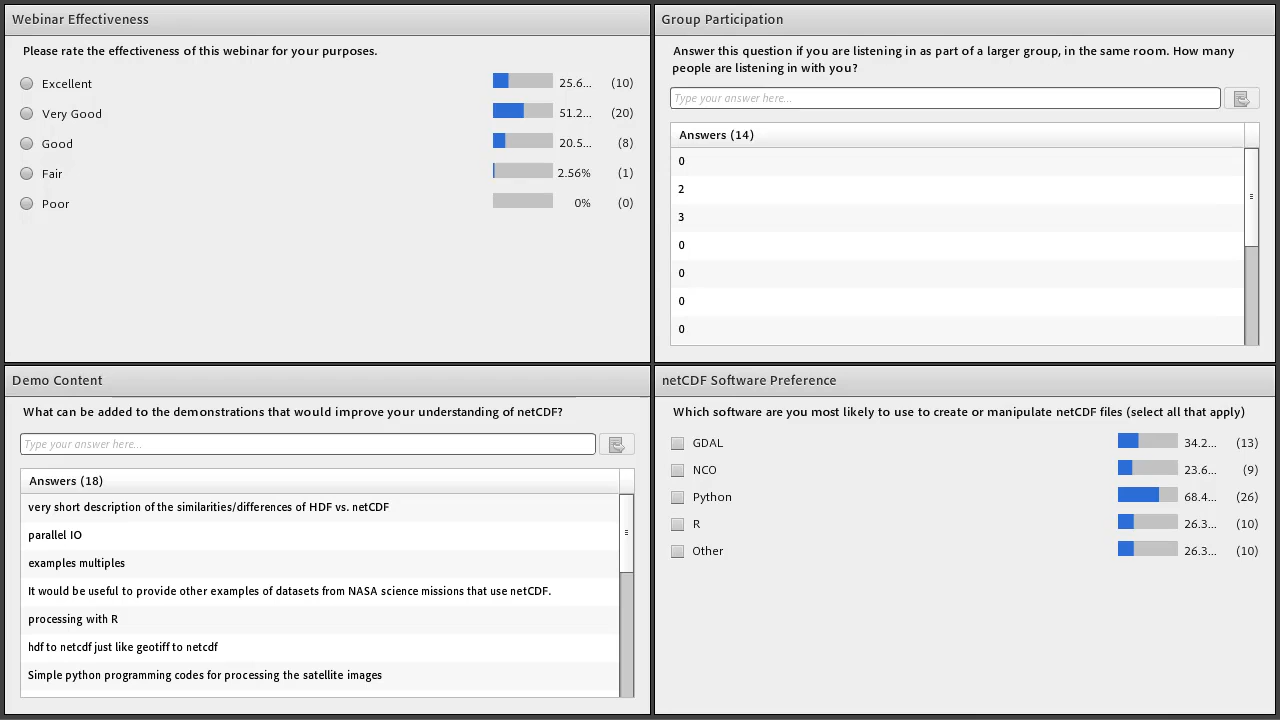 Webinar Effectiveness
Please rate the effectiveness of this webinar for your purposes.
Excellent 25.6... (10)
Very Good 51.2... (20)
Good 20.5... (8)
Fair 2.56% (1)
Poor 0% (0)
Group Participation
Answer this question if you are listening in as part of a larger group, in the same room. How many
people are listening in with you?
Type your answer here...
Answers (14)
0
2
3
0
0
0
0
Demo Content
What can be added to the demonstrations that would improve your understanding of netCDF?
Type your answer here...
Answers (18)
very short description of the similarities/differences of HDF vs. netCDF
parallel IO
examples multiples
It would be useful to provide other examples of datasets from NASA science missions that use netCDF.
processing with R
hdf to netcdf just like geotiff to netcdf
Simple python programming codes for processing the satellite images
netCDF Software Preference
Which software are you most likely to use to create or manipulate netCDF files (select all that apply)
GDAL 34.2... (13)
NCO 23.6... (9)
Python 68.4... (26)
R 26.3... (10)
Other 26.3... (10)